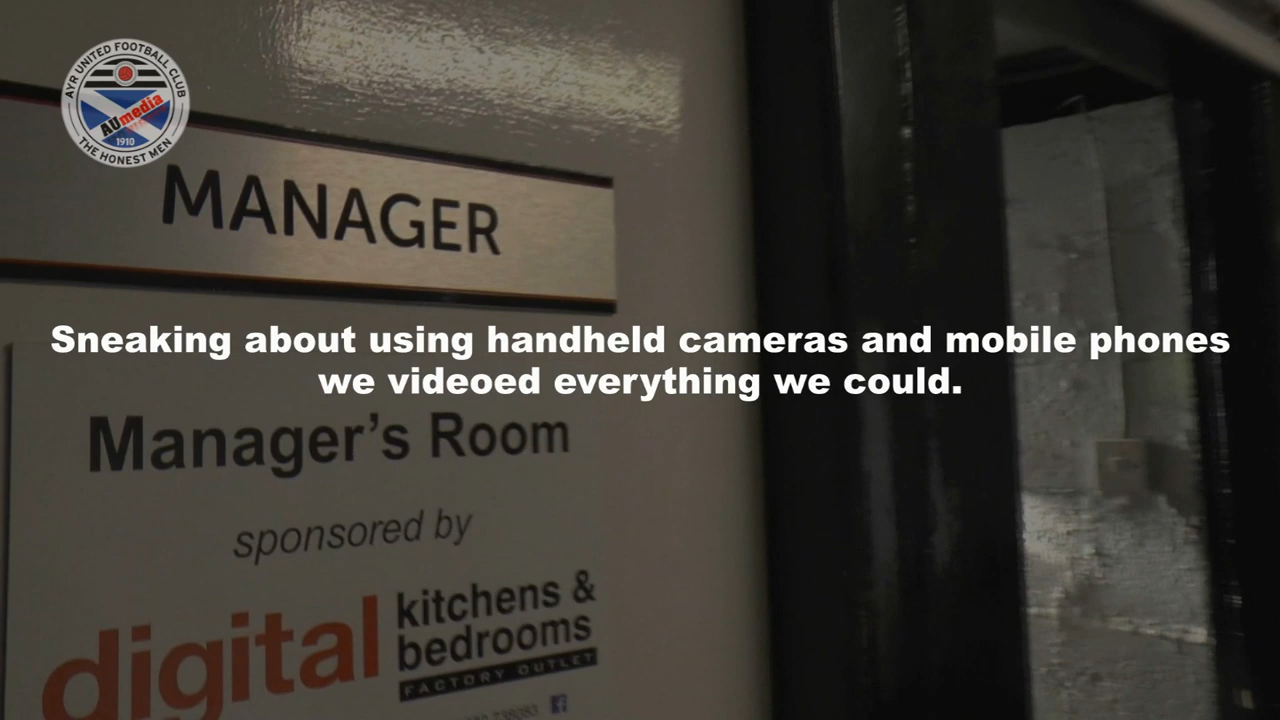 AYR UNITED FOOTBALL CLUB
AUmedia
1910
THE HONEST MEN
MANAGER
Sneaking about using handheld cameras and mobile phones
we videoed everything we could.
Manager's Room
sponsored by
digital
kitchens &
bedrooms
FACTORY OUTLET